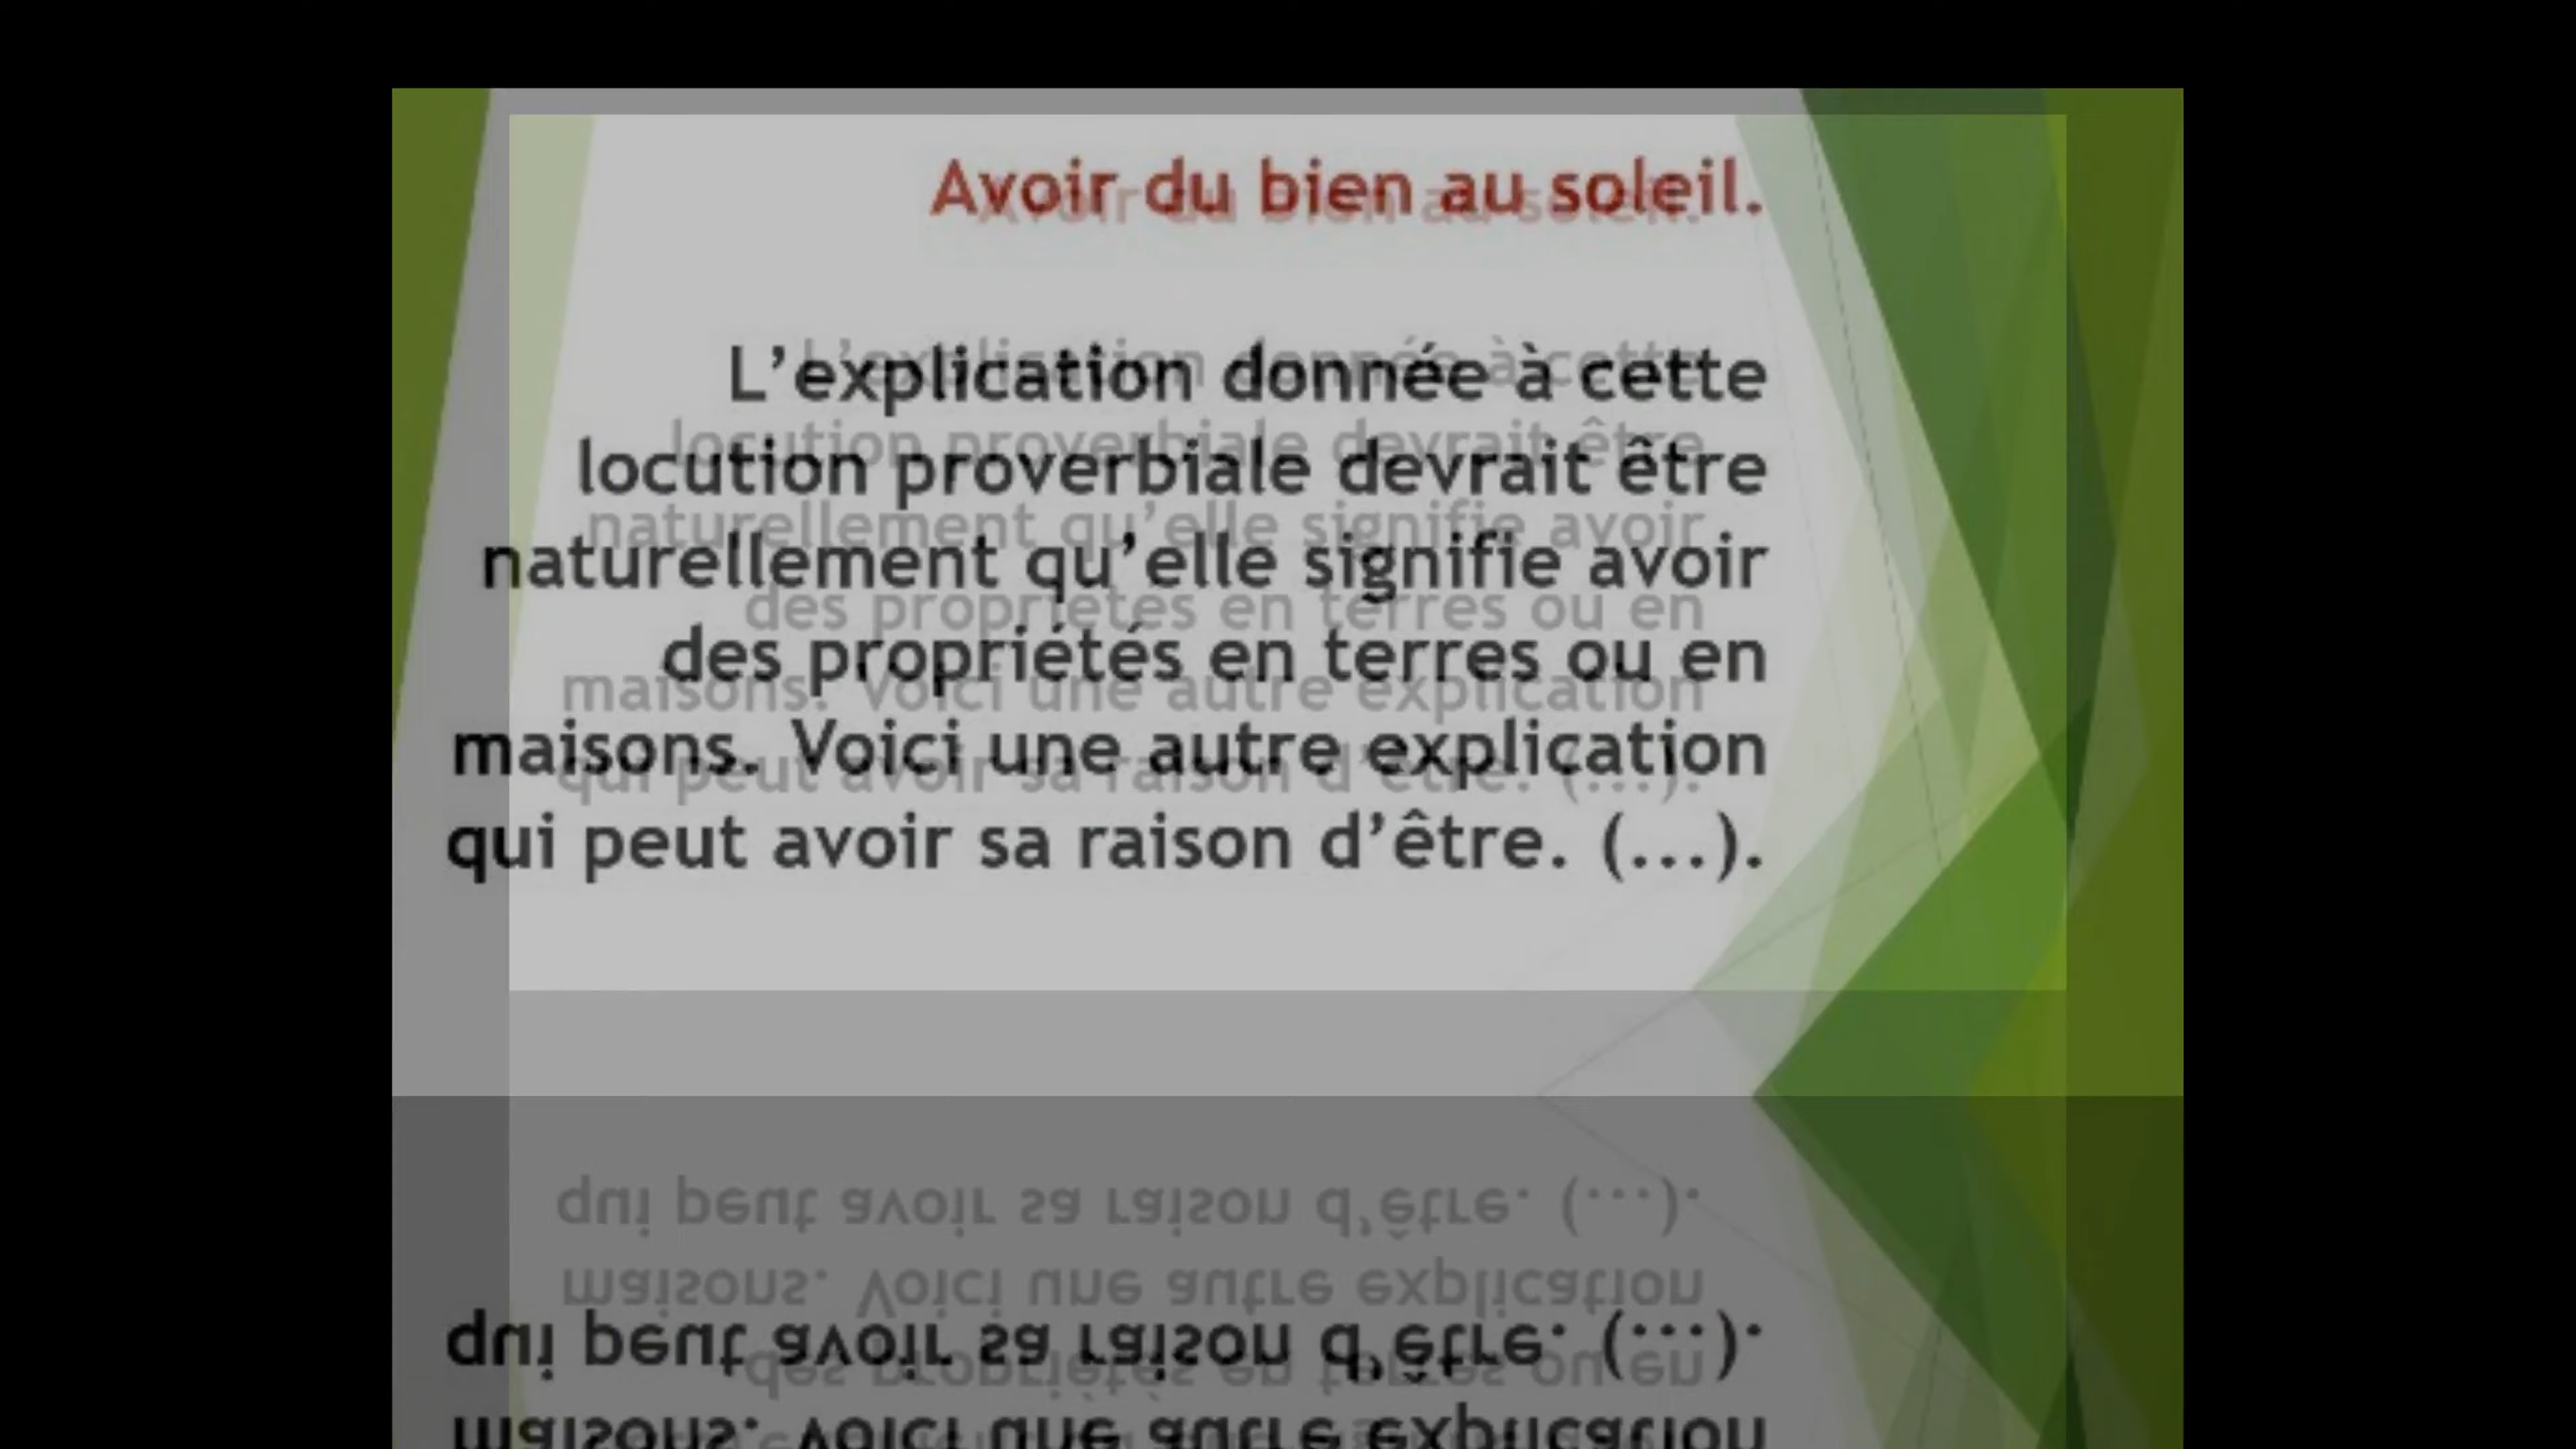 Avoir du bien au soleil.
L’explication donnée à cette
locution proverbiale devrait être
naturellement qu’elle signifie avoir
des propriétés en terres ou en
maisons. Voici une autre explication
qui peut avoir sa raison d’être. (...).